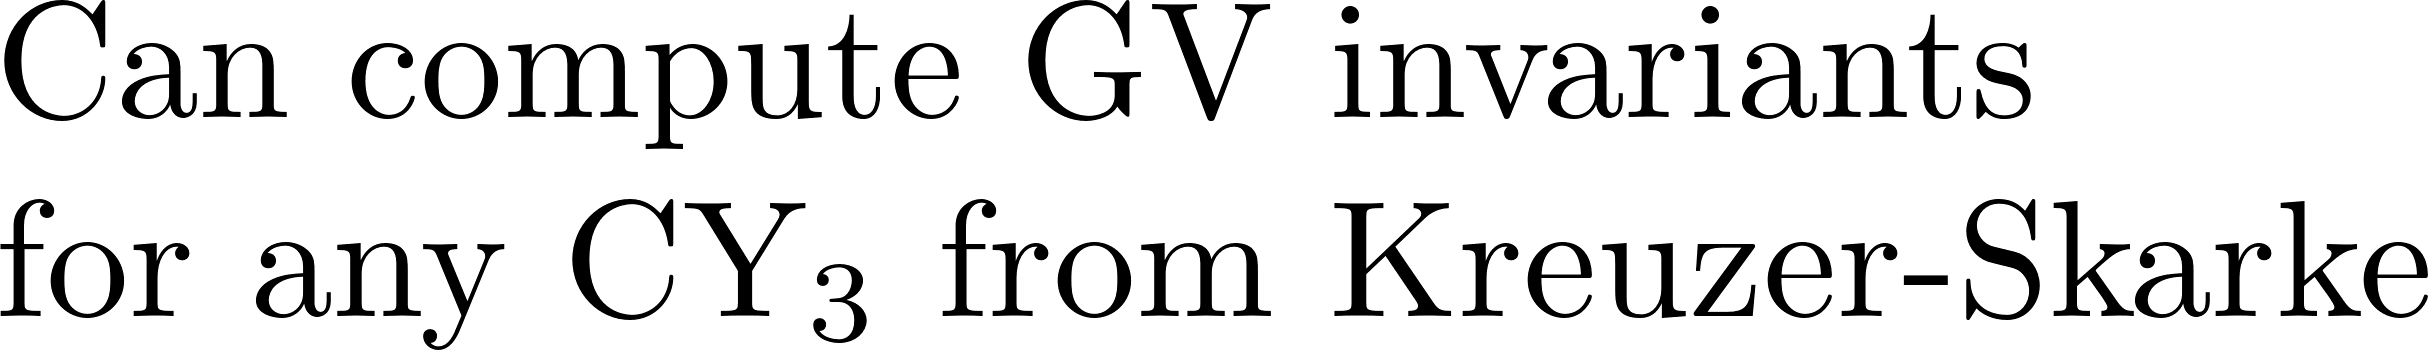 Can compute GV invariants
for any CY₃ from Kreuzer-Skarke